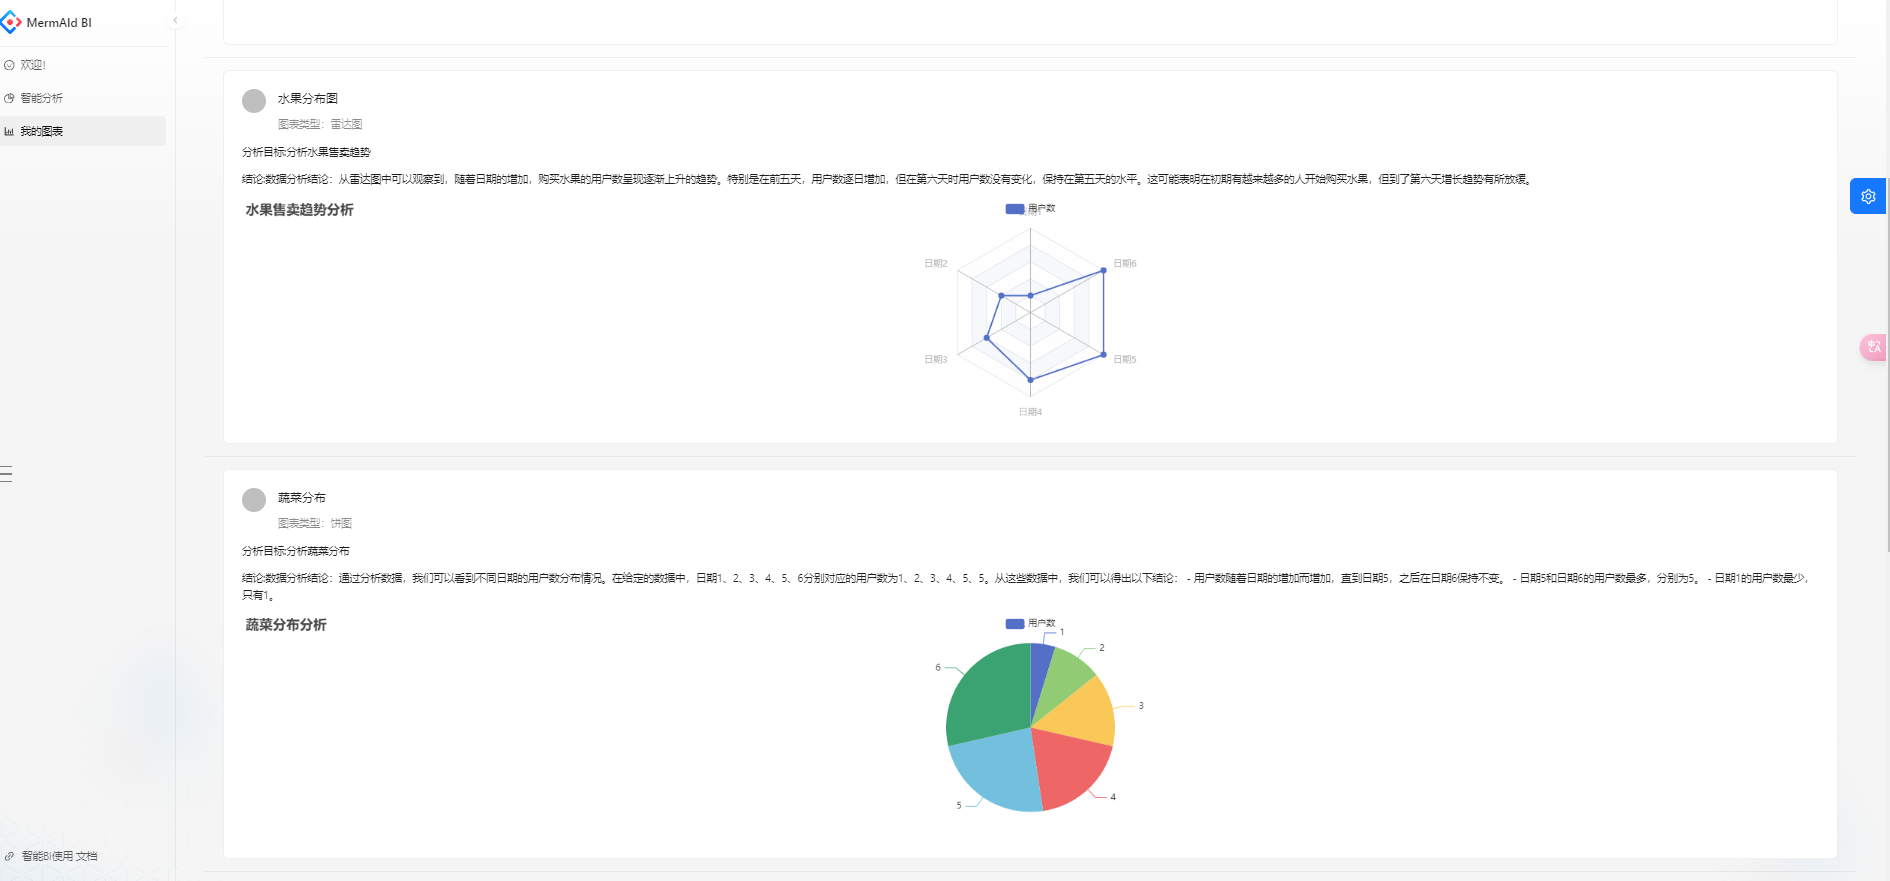 MermAId BI
欢迎!
智能分析
我的图表
智能BI使用 文档
水果分布图
图表类型：雷达图
分析目标:分析水果售卖趋势
结论:数据分析结论：从雷达图中可以观察到，随着日期的增加，购买水果的用户数呈现逐渐上升的趋势。特别是在前五天，用户数逐日增加，但在第六天时用户数没有变化，保持在第五天的水平。这可能表明在初期有越来越多的人开始购买水果，但到了第六天增长趋势有所放缓。
水果售卖趋势分析
用户数
日期2
日期6
日期3
日期5
日期4
蔬菜分布
图表类型：饼图
分析目标:分析蔬菜分布
结论:数据分析结论：通过分析数据，我们可以看到不同日期的用户数分布情况。在给定的数据中，日期1、2、3、4、5、6分别对应的用户数为1、2、3、4、5、5。从这些数据中，我们可以得出以下结论： - 用户数随着日期的增加而增加，直到日期5，之后在日期6保持不变。 - 日期5和日期6的用户数最多，分别为5。 - 日期1的用户数最少，
只有1。
蔬菜分布分析
用户数
1
2
6
3
4
5